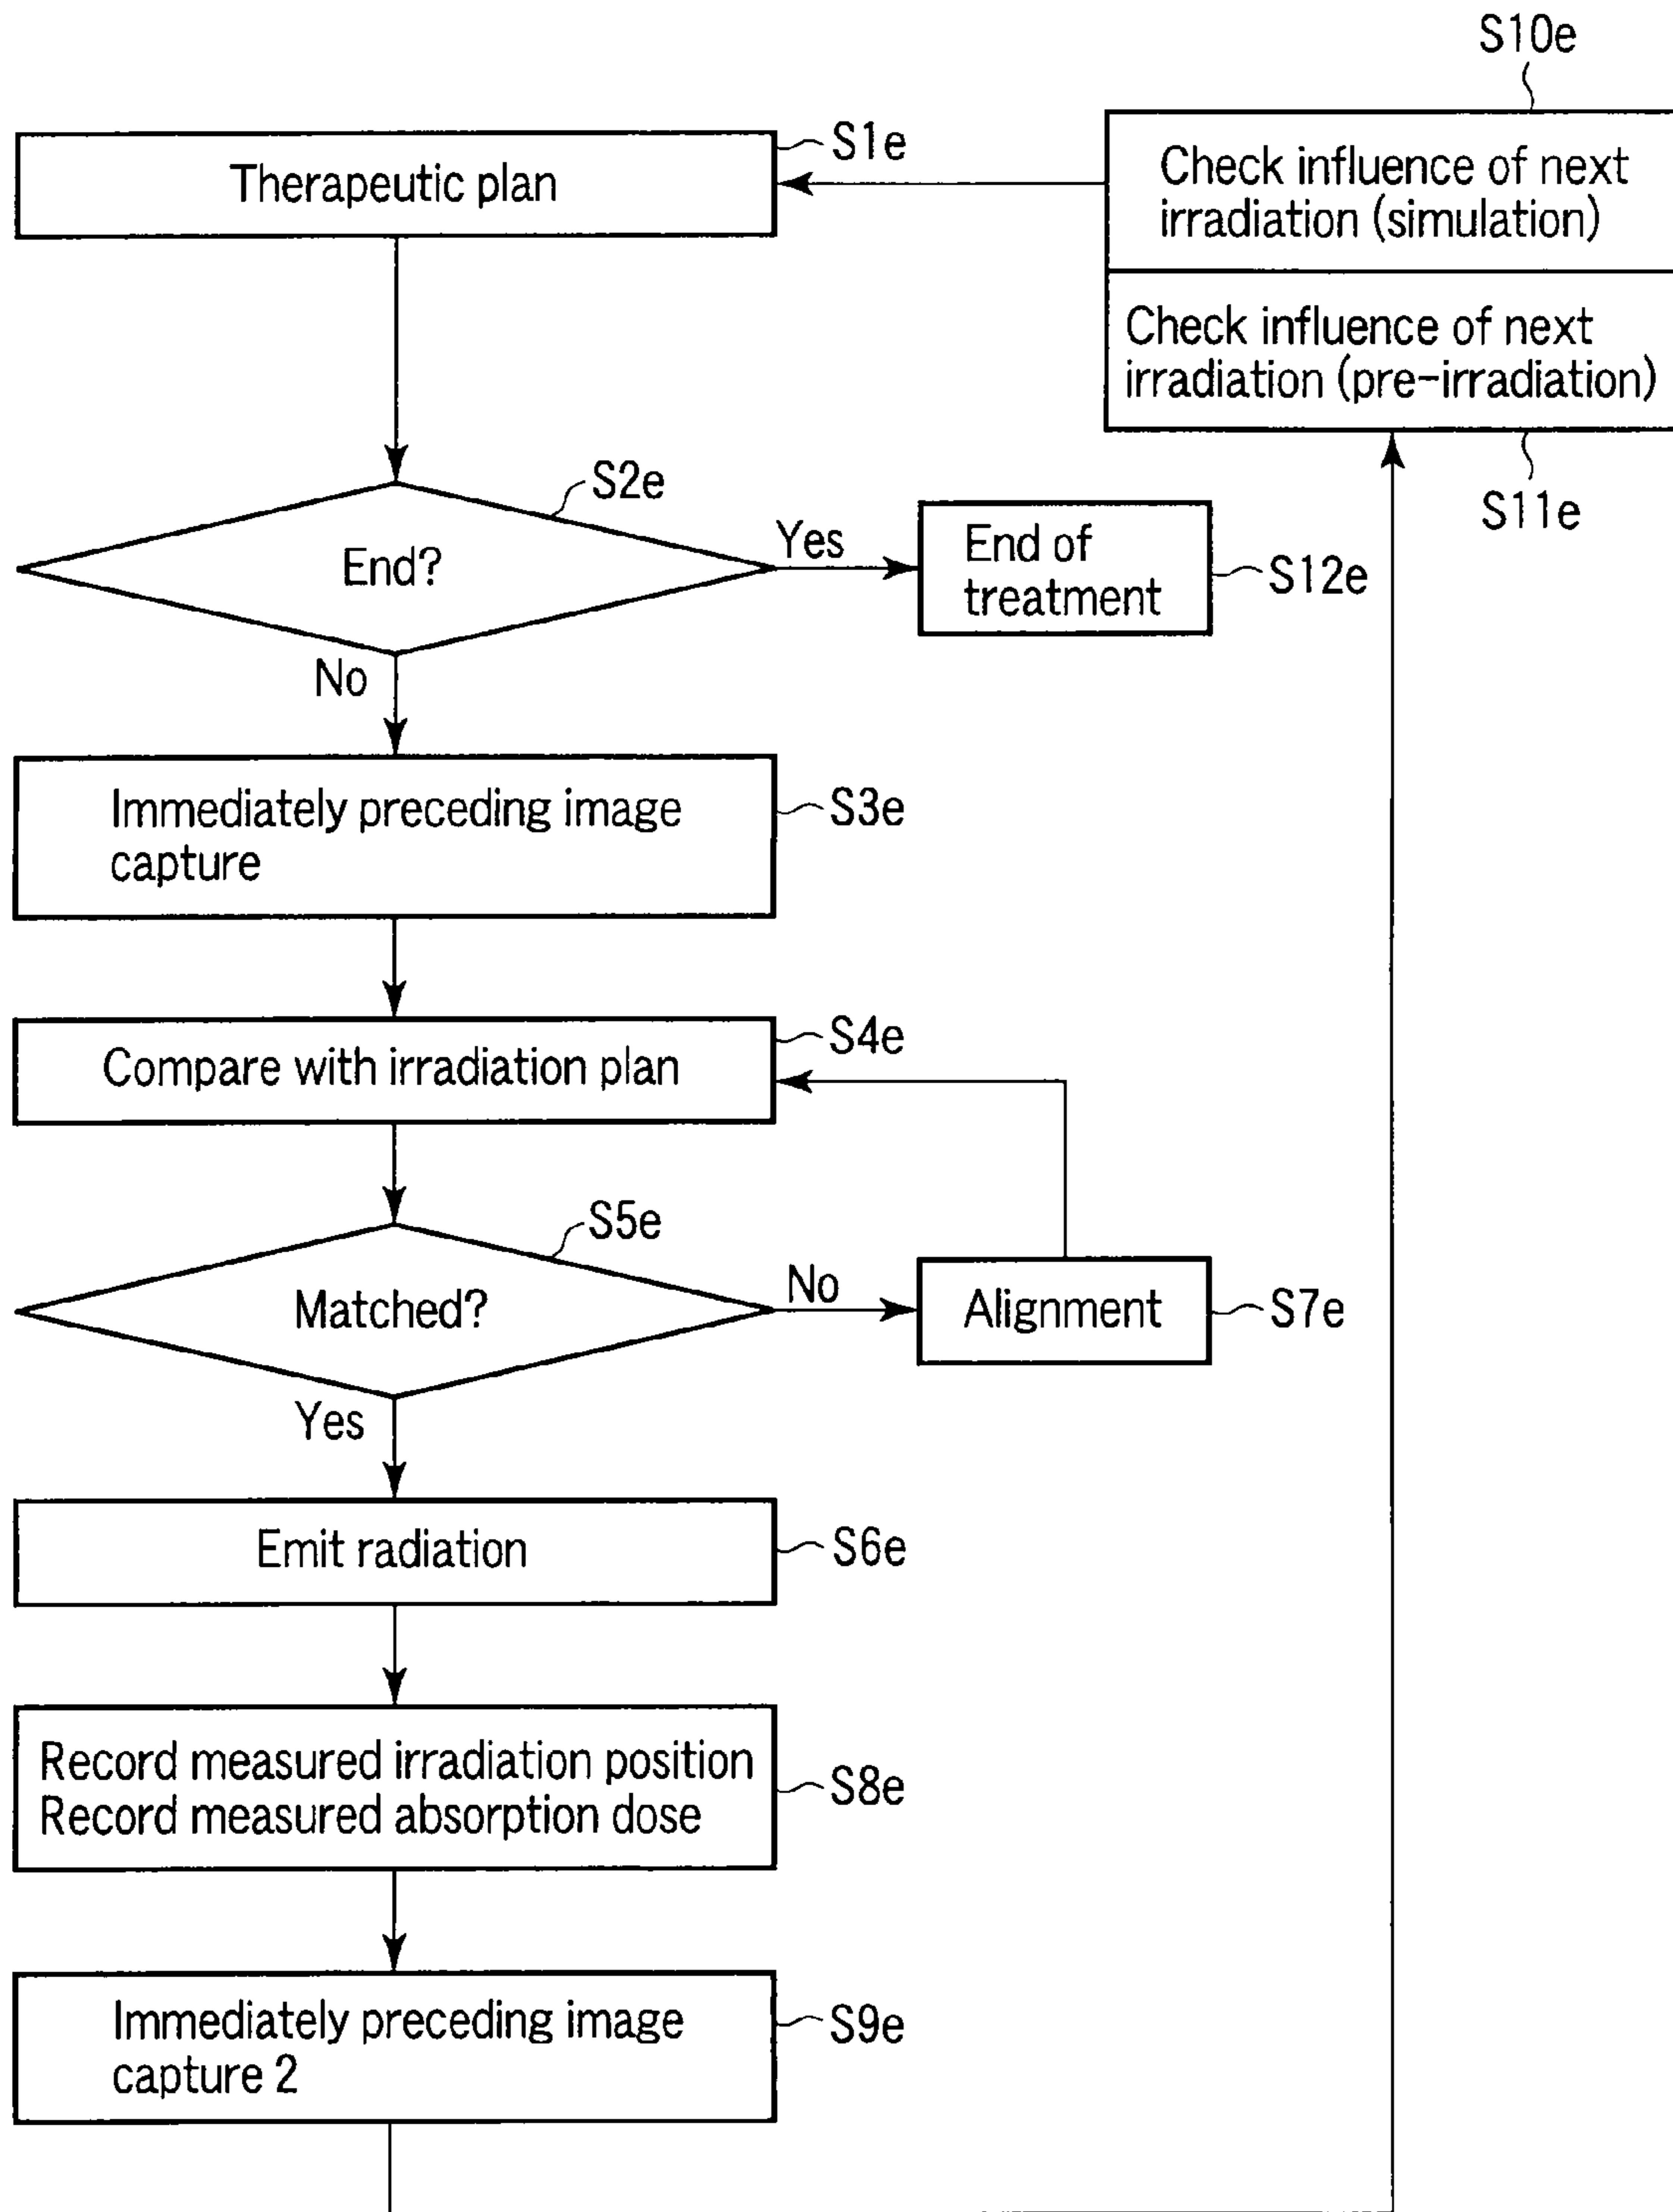 S10e
S1e
Therapeutic plan
Check influence of next
irradiation (simulation)
Check influence of next
irradiation (pre-irradiation)
S11e
S2e
End?
Yes
End of
treatment
S12e
No
Immediately preceding image
capture
S3e
Compare with irradiation plan
S4e
S5e
Matched?
No
Alignment
S7e
Yes
Emit radiation
S6e
Record measured irradiation position
Record measured absorption dose
S8e
Immediately preceding image
capture 2
S9e